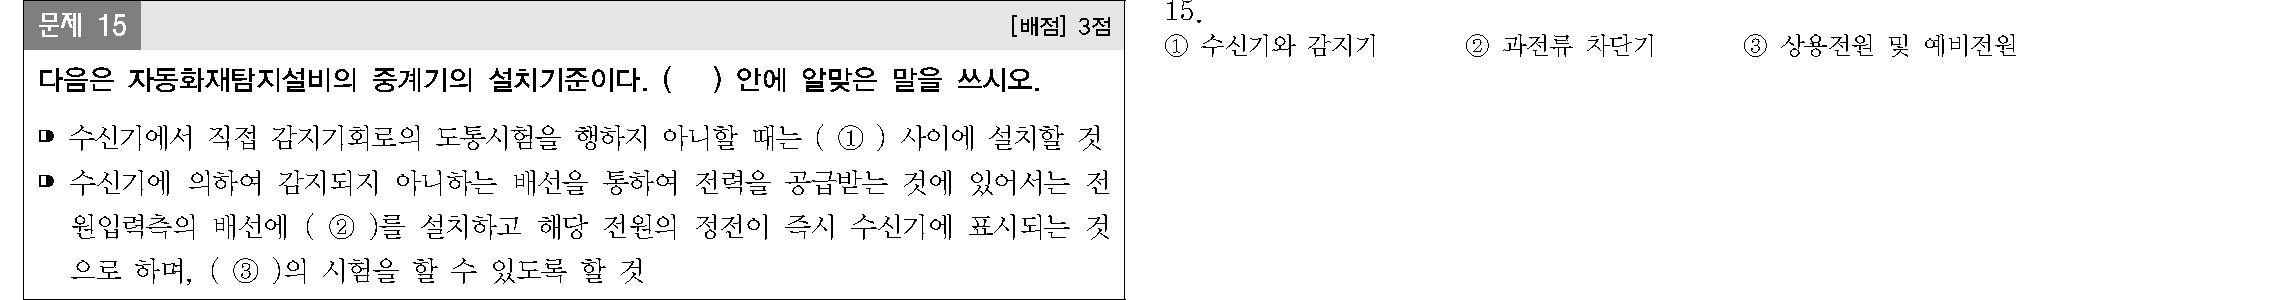 문제 15
[배점] 3점
다음은 자동화재탐지설비의 중계기의 설치기준이다. (    ) 안에 알맞은 말을 쓰시오.
수신기에서 직접 감지기회로의 도통시험을 행하지 아니할 때는 ( ① ) 사이에 설치할 것
수신기에 의하여 감지되지 아니하는 배선을 통하여 전력을 공급받는 것에 있어서는 전
원입력측의 배선에 ( ② )를 설치하고 해당 전원의 정전이 즉시 수신기에 표시되는 것
으로 하며, ( ③ )의 시험을 할 수 있도록 할 것
15.
① 수신기와 감지기 ② 과전류 차단기 ③ 상용전원 및 예비전원